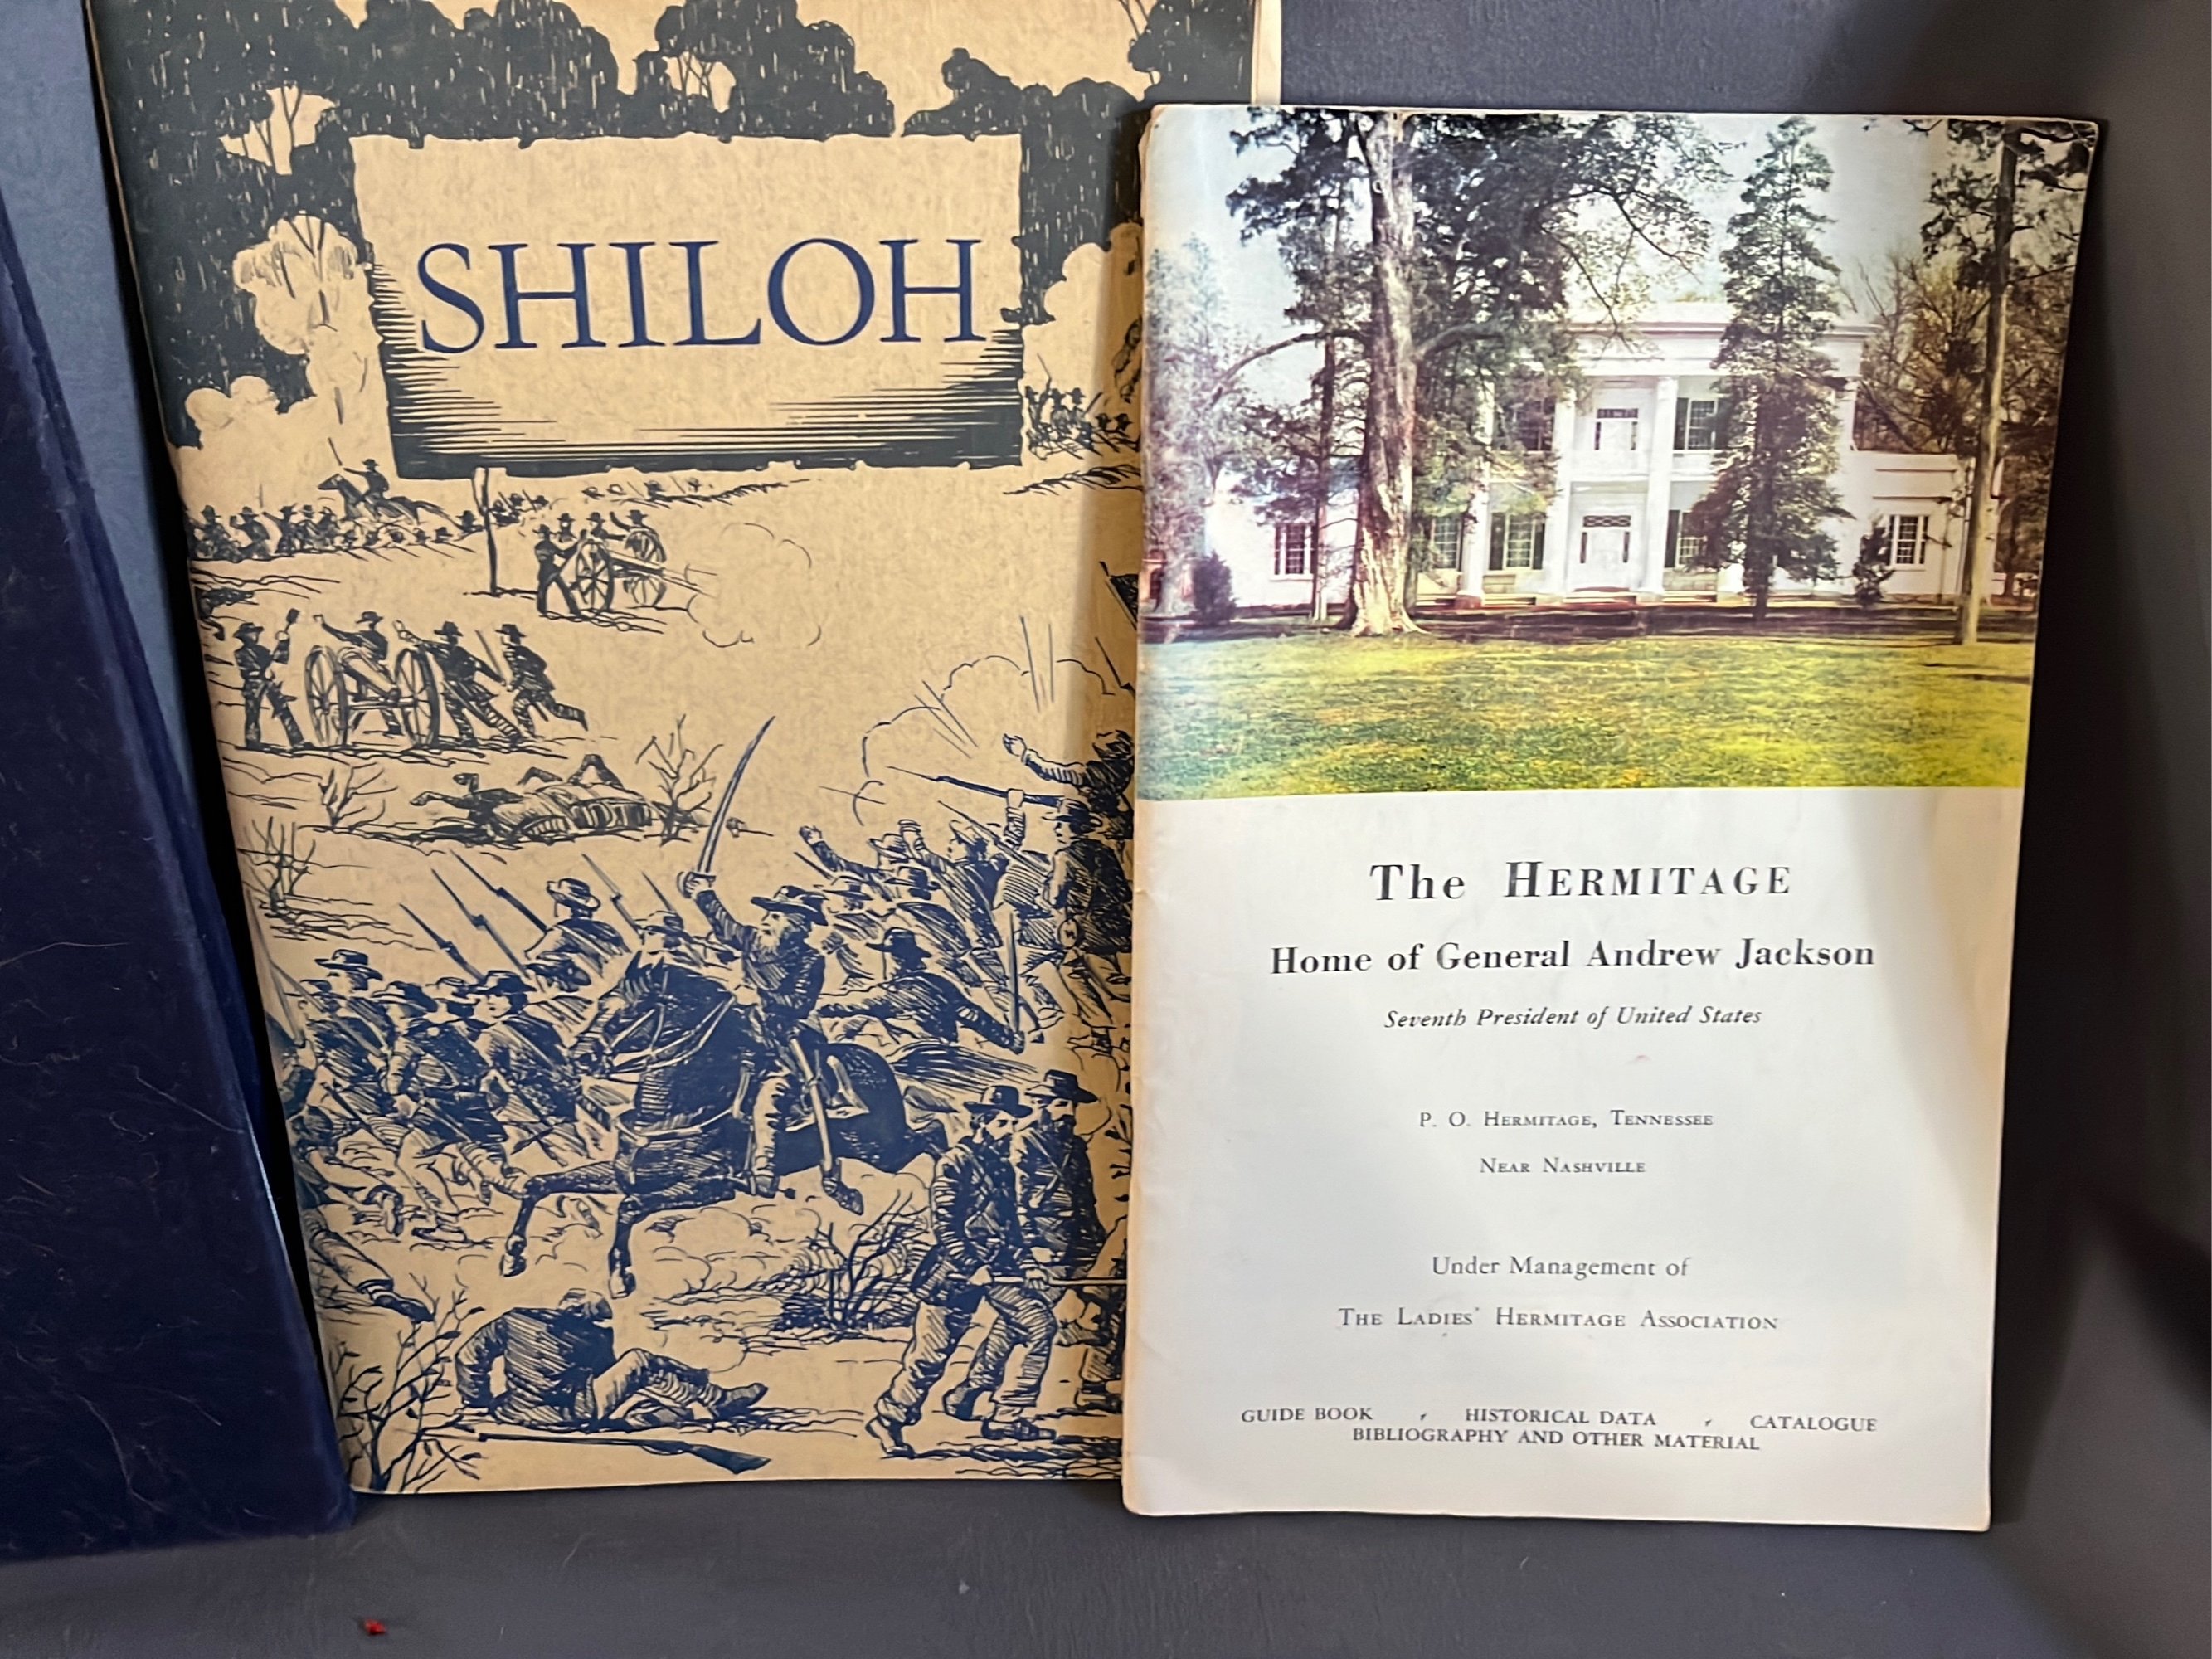 SHILOH
The HERMITAGE
Home of General Andrew Jackson
Seventh President of United States
P. O. HERMITAGE, TENNESSEE
NEAR NASHVILLE
Under Management of
THE LADIES' HERMITAGE ASSOCIATION
GUIDE BOOK , HISTORICAL DATA , CATALOGUE
BIBLIOGRAPHY AND OTHER MATERIAL